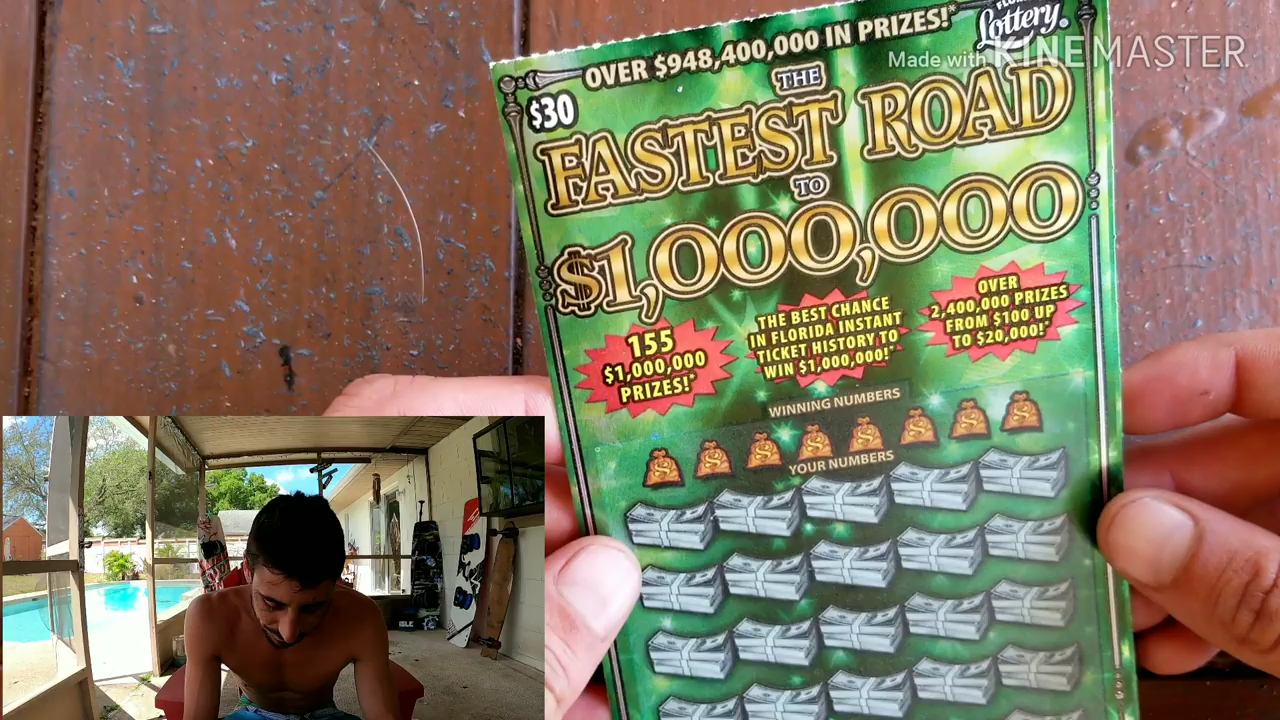 OVER $948,400,000 IN PRIZES!*
Lottery
Made with KINEMASTER
$30
THE
FASTEST ROAD
TO
$1,000,000
155
$1,000,000
PRIZES!*
THE BEST CHANCE
IN FLORIDA INSTANT
TICKET HISTORY TO
WIN $1,000,000!*
OVER
2,400,000 PRIZES
FROM $100 UP
TO $20,000!*
WINNING NUMBERS
YOUR NUMBERS